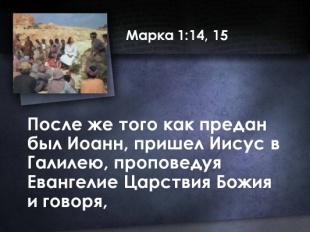 Марка 1:14, 15
После же того как предан
был Иоанн, пришел Иисус в
Галилею, проповедуя
Евангелие Царствия Божия
и говоря,